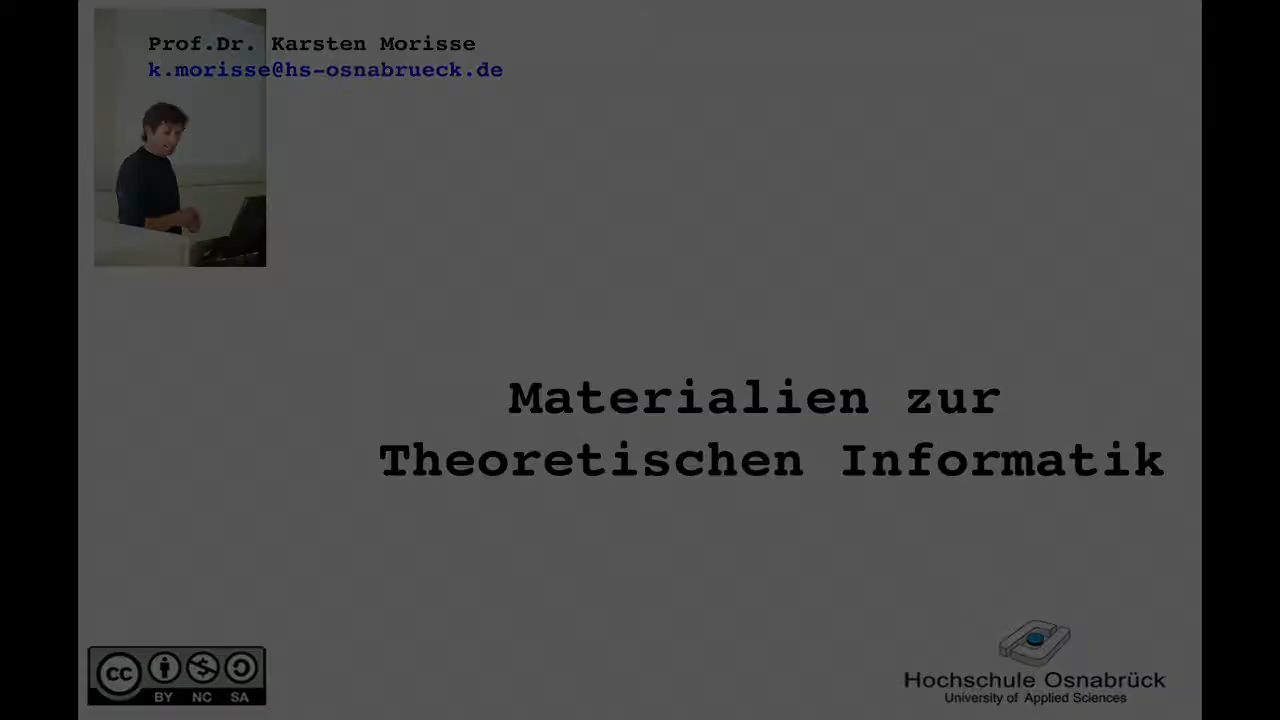 Prof.Dr. Karsten Morisse
k.morisse@hs-osnabrueck.de
Materialien zur
Theoretischen Informatik
cc
BY NC SA
Hochschule Osnabrück
University of Applied Sciences